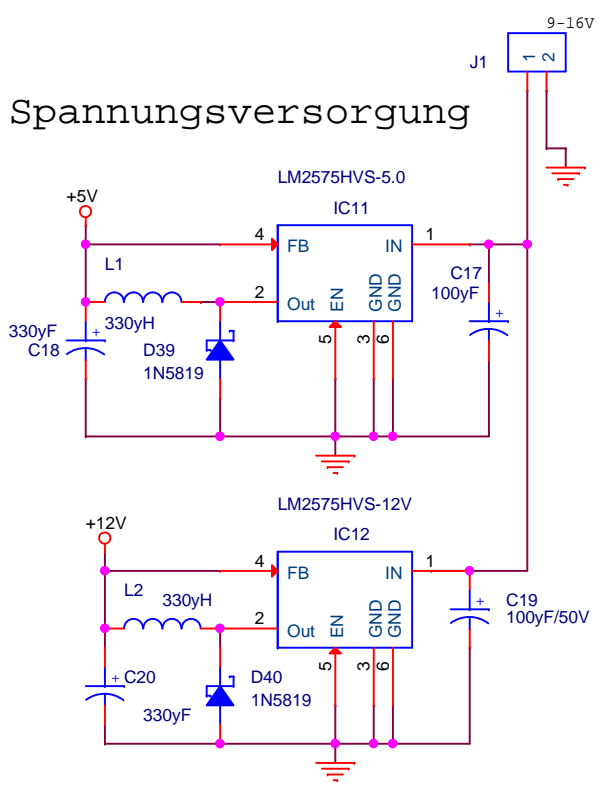 9-16V
J1
1 2
Spannungsversorgung
LM2575HVS-5.0
IC11
+5V
4 FB IN 1
L1
C17
100yF
+
2 Out EN GND GND
330yH
330yF
C18
+
D39
1N5819
5 3 6
LM2575HVS-12V
IC12
+12V
4 FB IN 1
L2
330yH
C19
100yF/50V
+
2 Out EN GND GND
+ C20
330yF
D40
1N5819
5 3 6